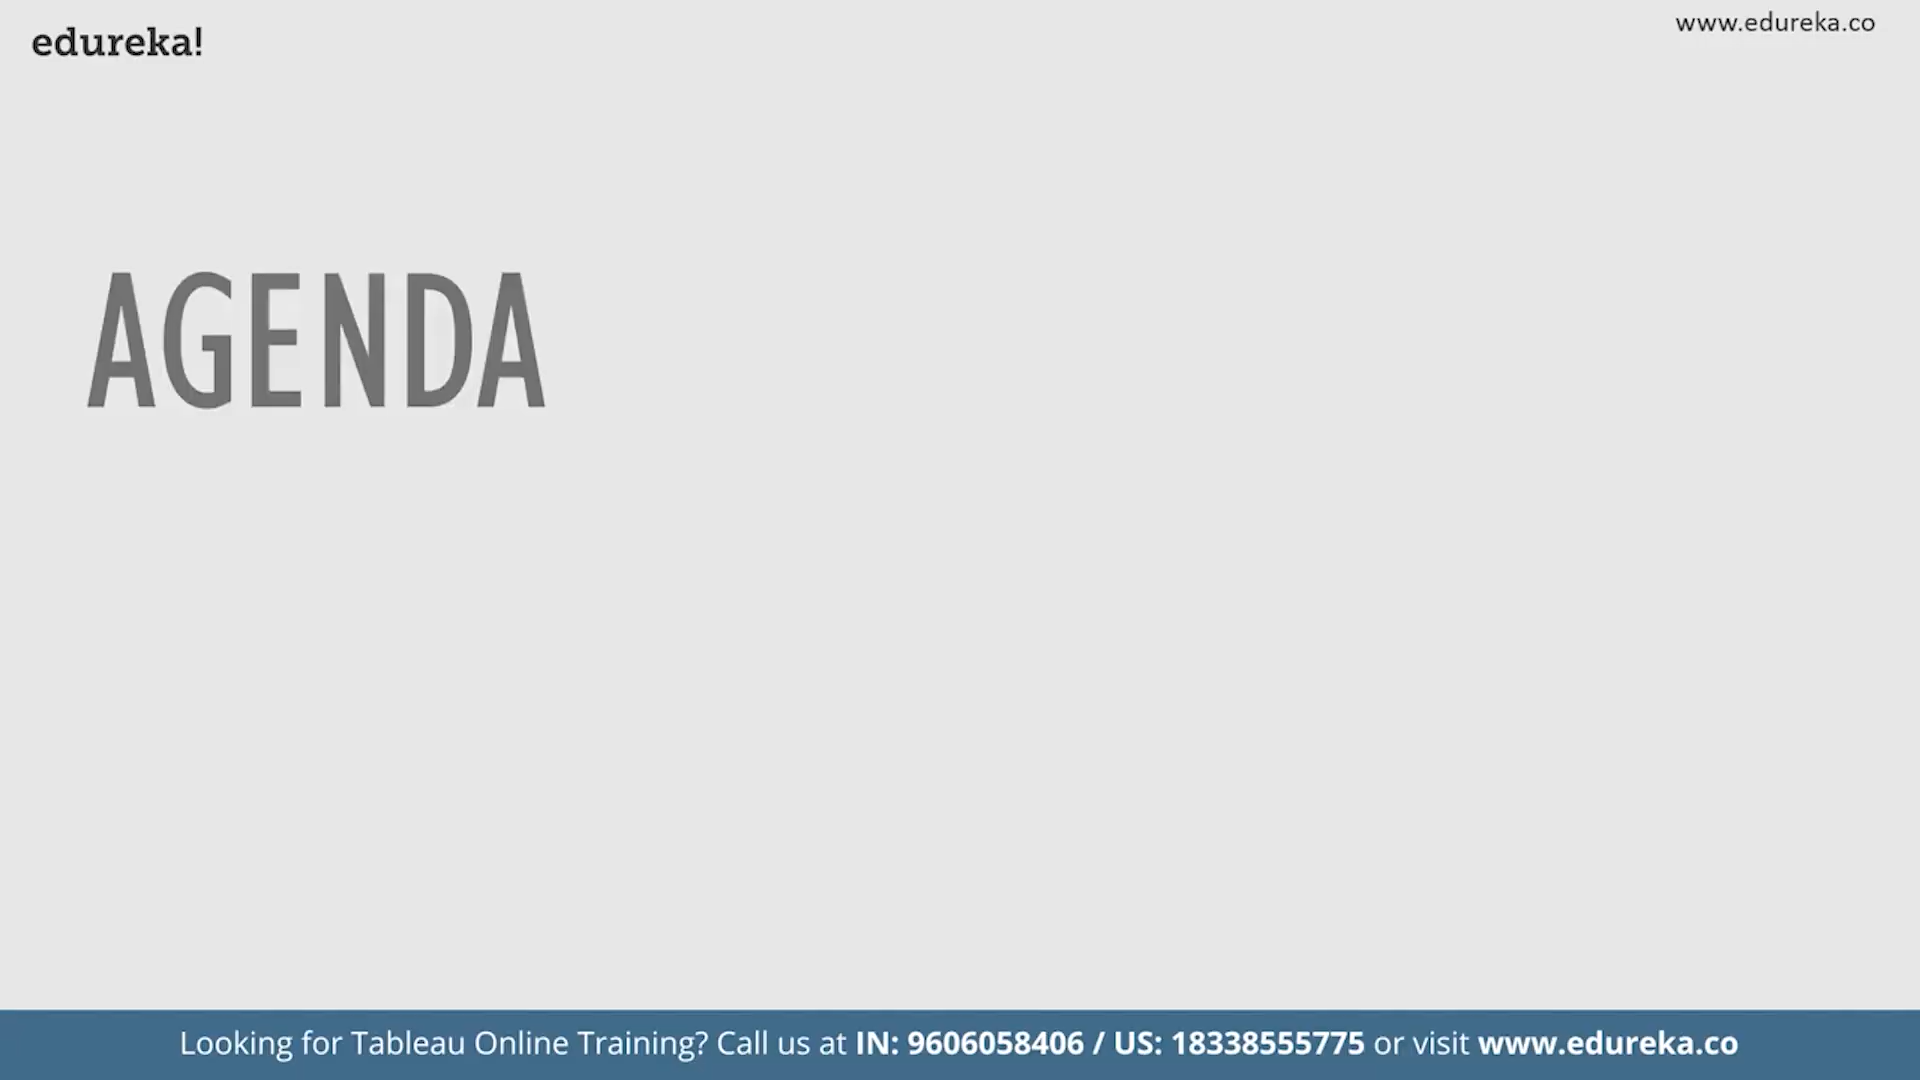 edureka!
www.edureka.co
AGENDA
Looking for Tableau Online Training? Call us at IN: 9606058406 / US: 18338555775 or visit www.edureka.co